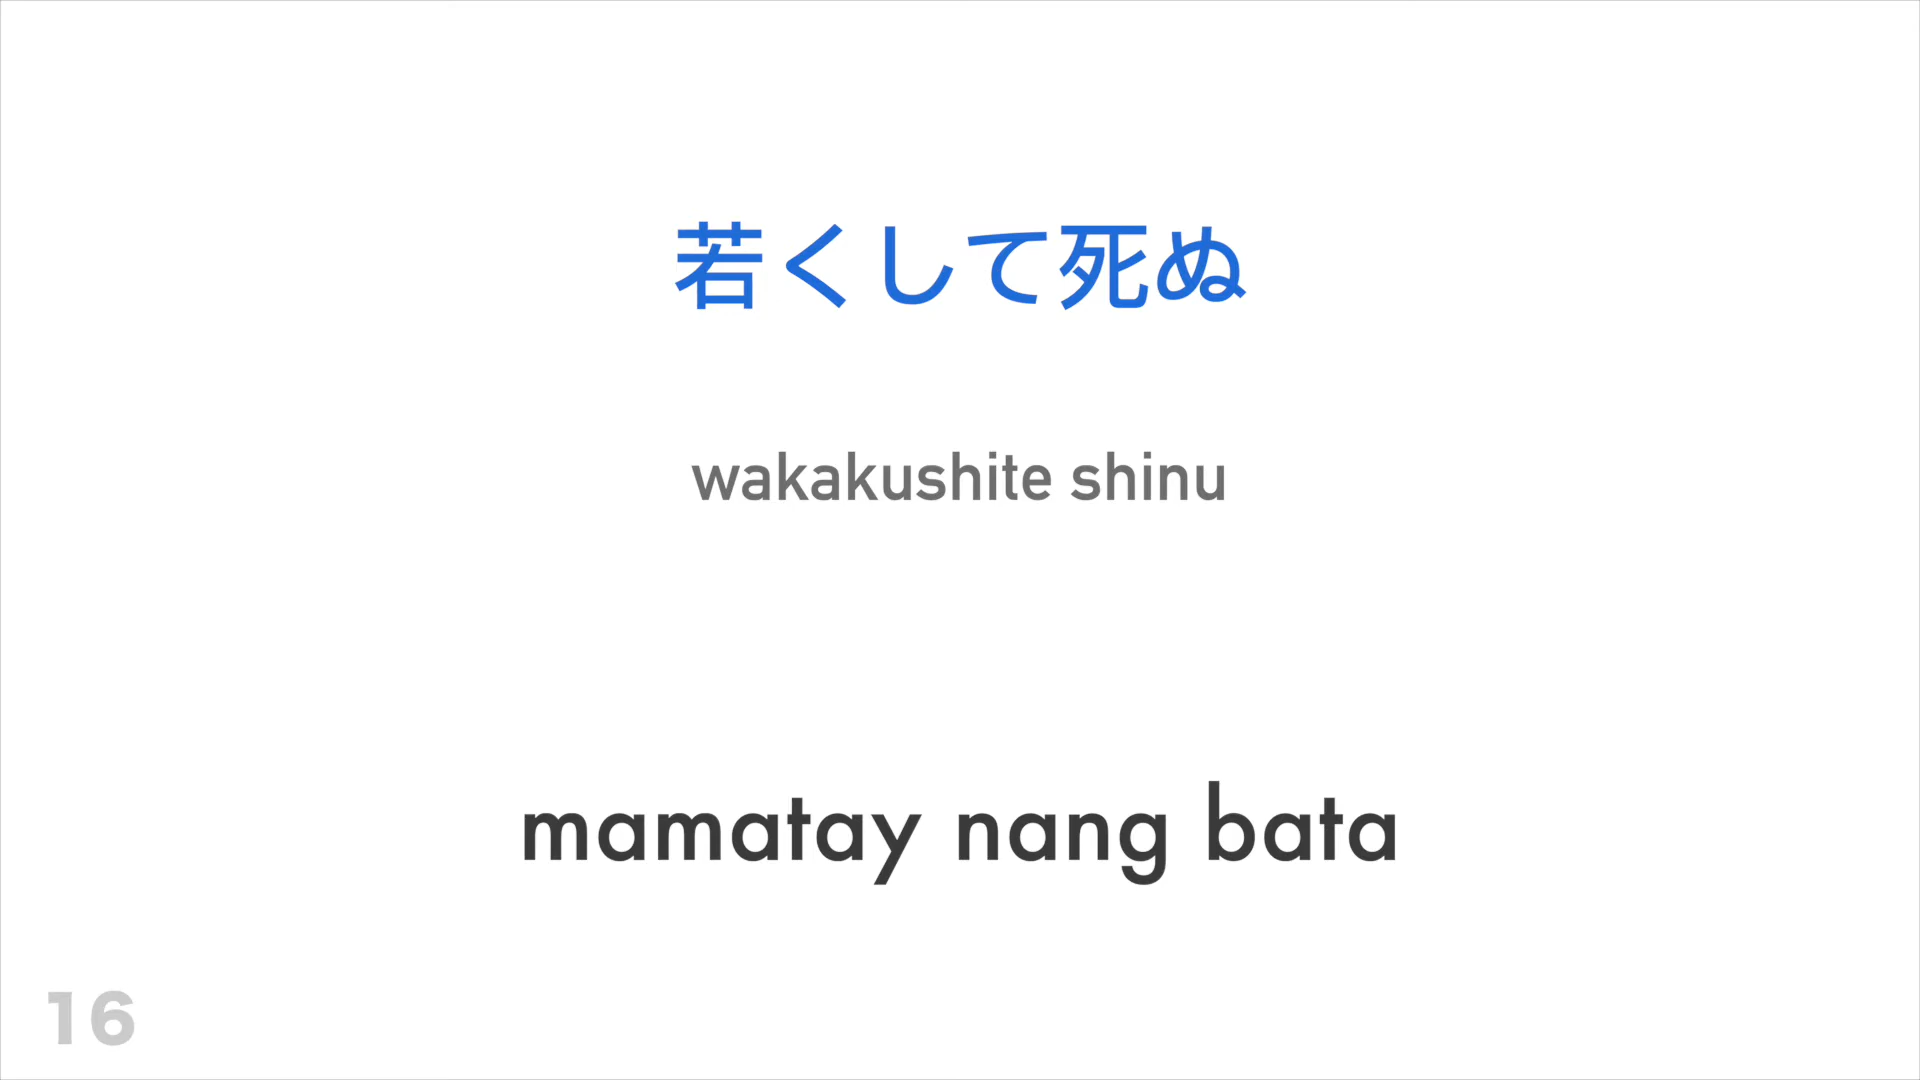 若くして死ぬ
wakakushite shinu
mamatay nang bata
16